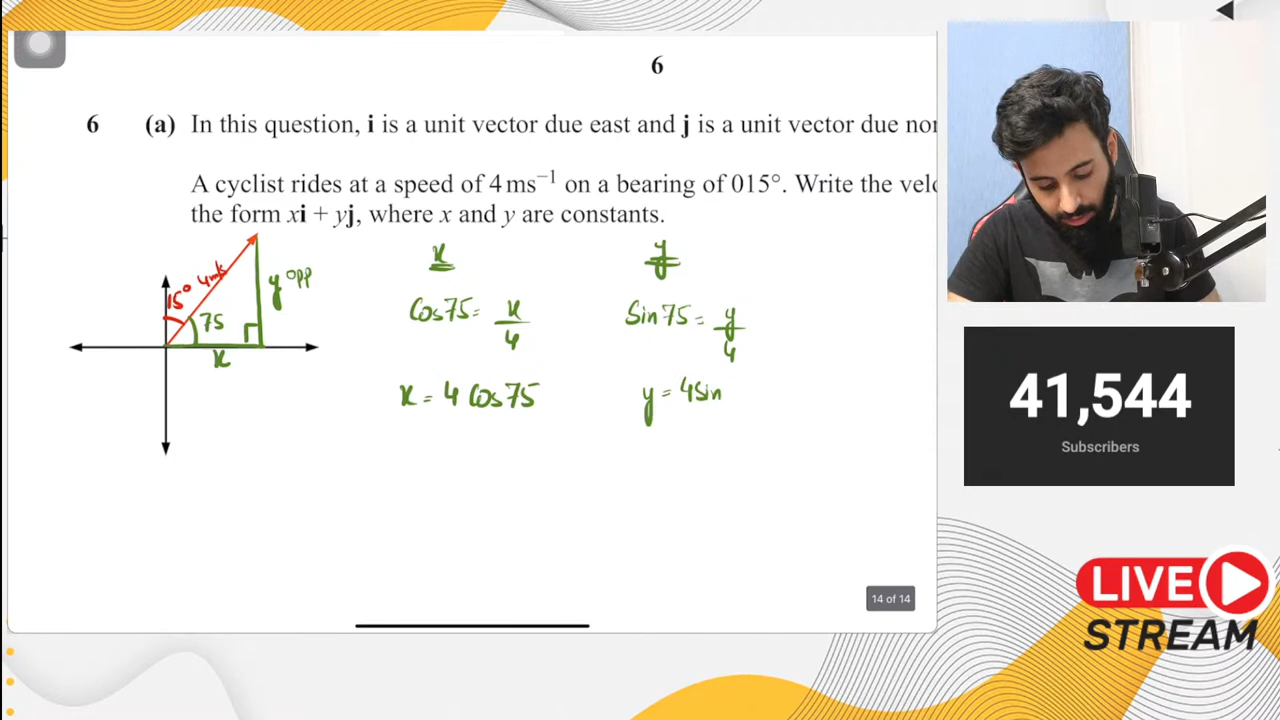 6
6 (a) In this question, i is a unit vector due east and j is a unit vector due nor
A cyclist rides at a speed of 4 ms⁻¹ on a bearing of 015°. Write the velo
the form xi + yj, where x and y are constants.
15° 4m/s
y opp
75
x
x
Cos75 = x/4
x = 4 Cos75
y
Sin75 = y/4
y = 4Sin
14 of 14
41,544
Subscribers
LIVE
STREAM